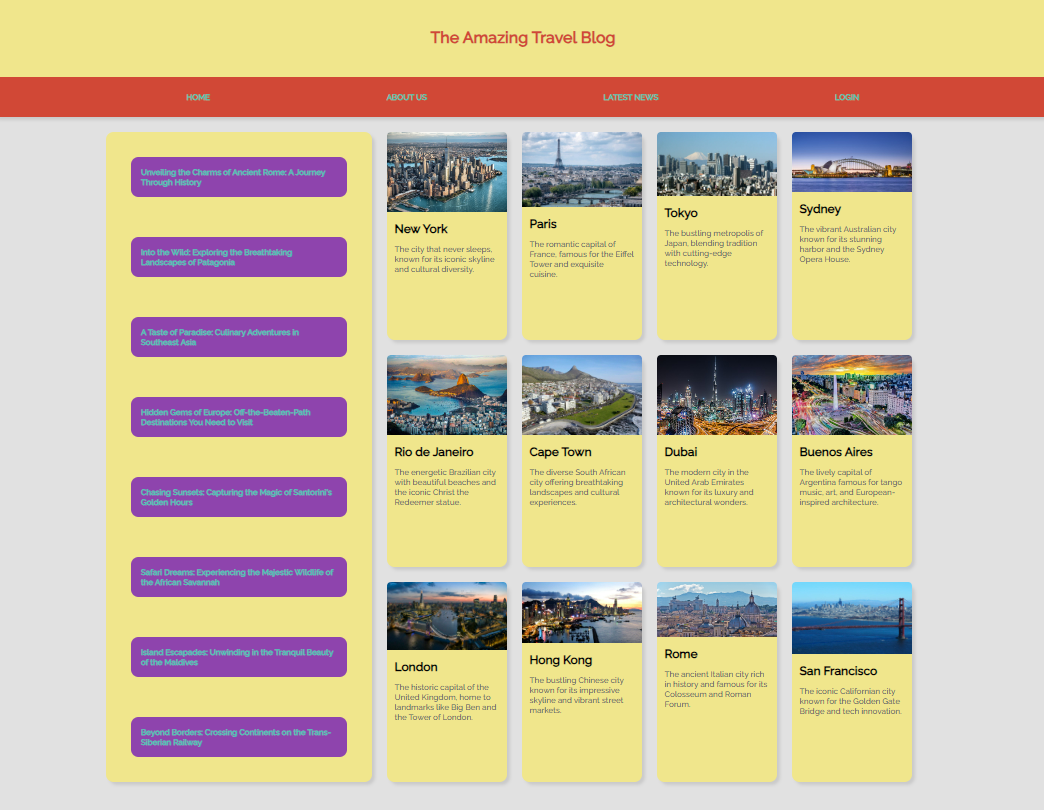 The Amazing Travel Blog
HOME ABOUT US LATEST NEWS LOGIN
Unveiling the Charms of Ancient Rome: A Journey
Through History
Into the Wild: Exploring the Breathtaking
Landscapes of Patagonia
A Taste of Paradise: Culinary Adventures in
Southeast Asia
Hidden Gems of Europe: Off-the-Beaten-Path
Destinations You Need to Visit
Chasing Sunsets: Capturing the Magic of Santorini's
Golden Hours
Safari Dreams: Experiencing the Majestic Wildlife of
the African Savannah
Island Escapades: Unwinding in the Tranquil Beauty
of the Maldives
Beyond Borders: Crossing Continents on the Trans-
Siberian Railway
New York
The city that never sleeps,
known for its iconic skyline
and cultural diversity.
Paris
The romantic capital of
France, famous for the Eiffel
Tower and exquisite
cuisine.
Tokyo
The bustling metropolis of
Japan, blending tradition
with cutting-edge
technology.
Sydney
The vibrant Australian city
known for its stunning
harbor and the Sydney
Opera House.
Rio de Janeiro
The energetic Brazilian city
with beautiful beaches and
the iconic Christ the
Redeemer statue.
Cape Town
The diverse South African
city offering breathtaking
landscapes and cultural
experiences.
Dubai
The modern city in the
United Arab Emirates
known for its luxury and
architectural wonders.
Buenos Aires
The lively capital of
Argentina famous for tango
music, art, and European-
inspired architecture.
London
The historic capital of the
United Kingdom, home to
landmarks like Big Ben and
the Tower of London.
Hong Kong
The bustling Chinese city
known for its impressive
skyline and vibrant street
markets.
Rome
The ancient Italian city rich
in history and famous for its
Colosseum and Roman
Forum.
San Francisco
The iconic Californian city
known for the Golden Gate
Bridge and tech innovation.